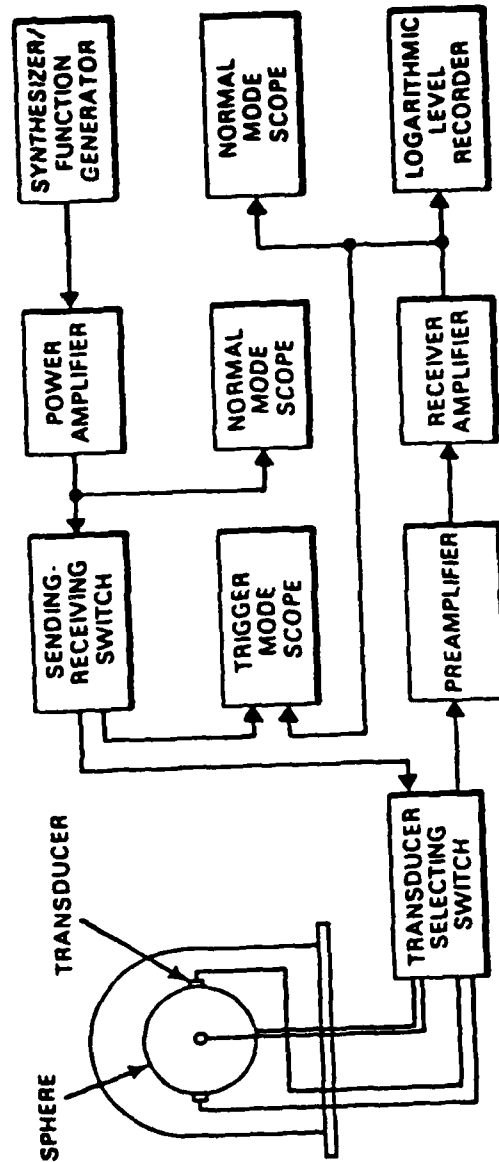 SPHERE
TRANSDUCER
SENDING-
RECEIVING
SWITCH
POWER
AMPLIFIER
SYNTHESIZER/
FUNCTION
GENERATOR
TRIGGER
MODE
SCOPE
NORMAL
MODE
SCOPE
NORMAL
MODE
SCOPE
TRANSDUCER
SELECTING
SWITCH
PREAMPLIFIER
RECEIVER
AMPLIFIER
LOGARITHMIC
LEVEL
RECORDER